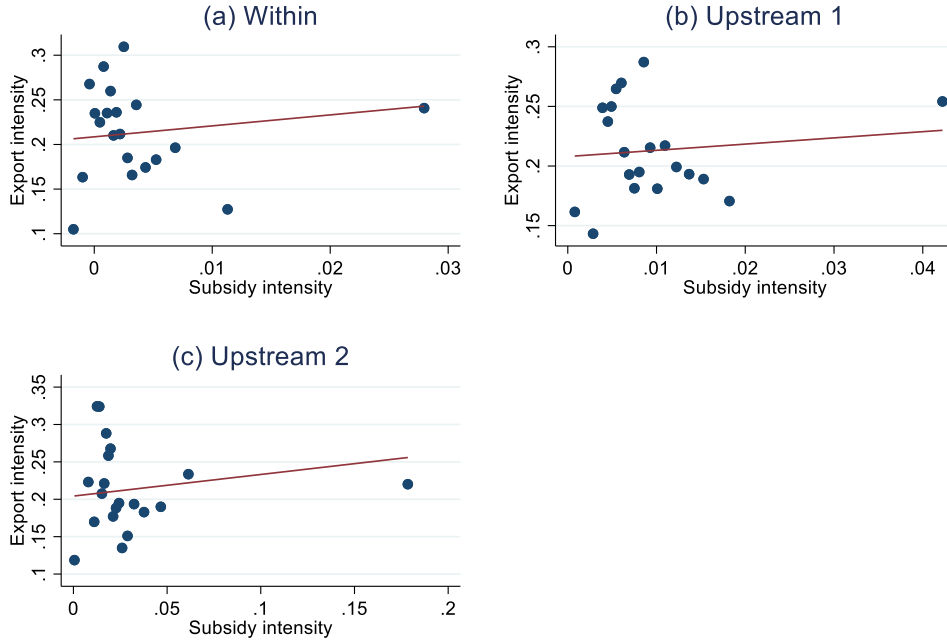 (a) Within
Export intensity
.3
.25
.2
.15
.1
0 .01 .02 .03
Subsidy intensity
(b) Upstream 1
Export intensity
.3
.25
.2
.15
0 .01 .02 .03 .04
Subsidy intensity
(c) Upstream 2
Export intensity
.35
.3
.25
.2
.15
.1
0 .05 .1 .15 .2
Subsidy intensity